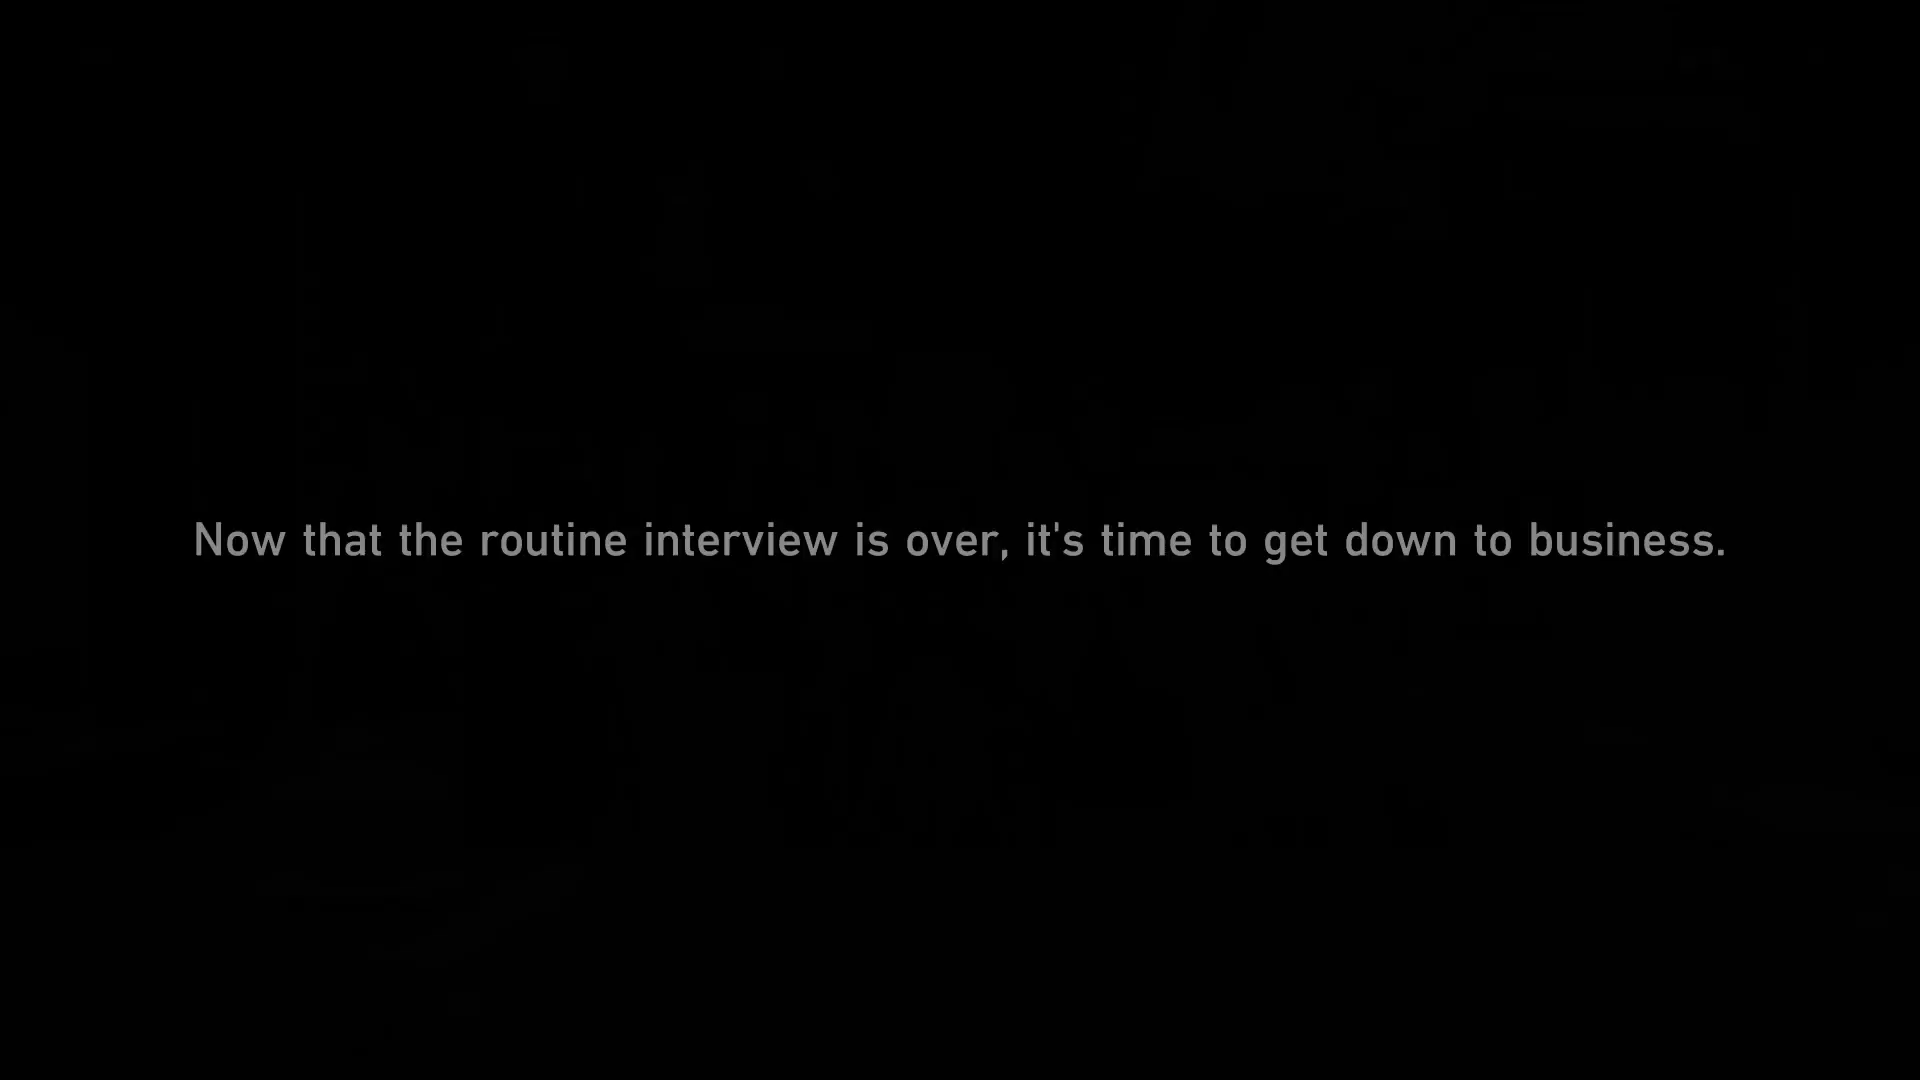 Now that the routine interview is over, it's time to get down to business.